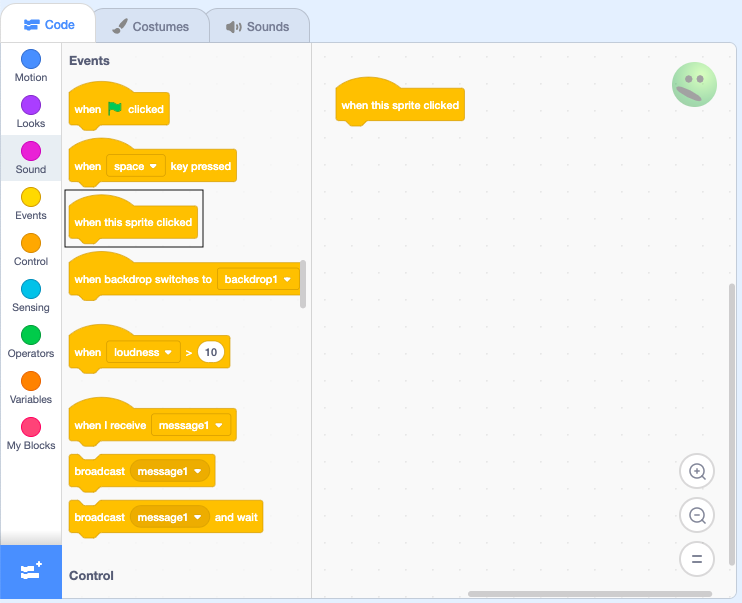 Code
Costumes
Sounds
Motion
Looks
Sound
Events
Control
Sensing
Operators
Variables
My Blocks
Events
when clicked
when space key pressed
when this sprite clicked
when backdrop switches to backdrop1
when loudness > 10
when I receive message1
broadcast message1
broadcast message1 and wait
Control
when this sprite clicked